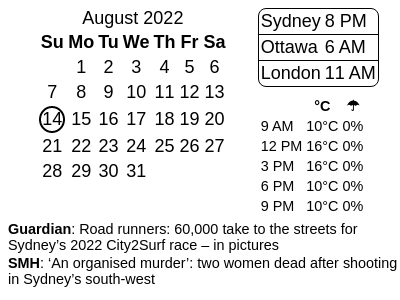 August 2022
Su Mo Tu We Th Fr Sa
1 2 3 4 5 6
7 8 9 10 11 12 13
14 15 16 17 18 19 20
21 22 23 24 25 26 27
28 29 30 31
Sydney 8 PM
Ottawa 6 AM
London 11 AM
°C ☂
9 AM 10°C 0%
12 PM 16°C 0%
3 PM 16°C 0%
6 PM 10°C 0%
9 PM 10°C 0%
Guardian: Road runners: 60,000 take to the streets for
Sydney’s 2022 City2Surf race – in pictures
SMH: ‘An organised murder’: two women dead after shooting
in Sydney’s south-west